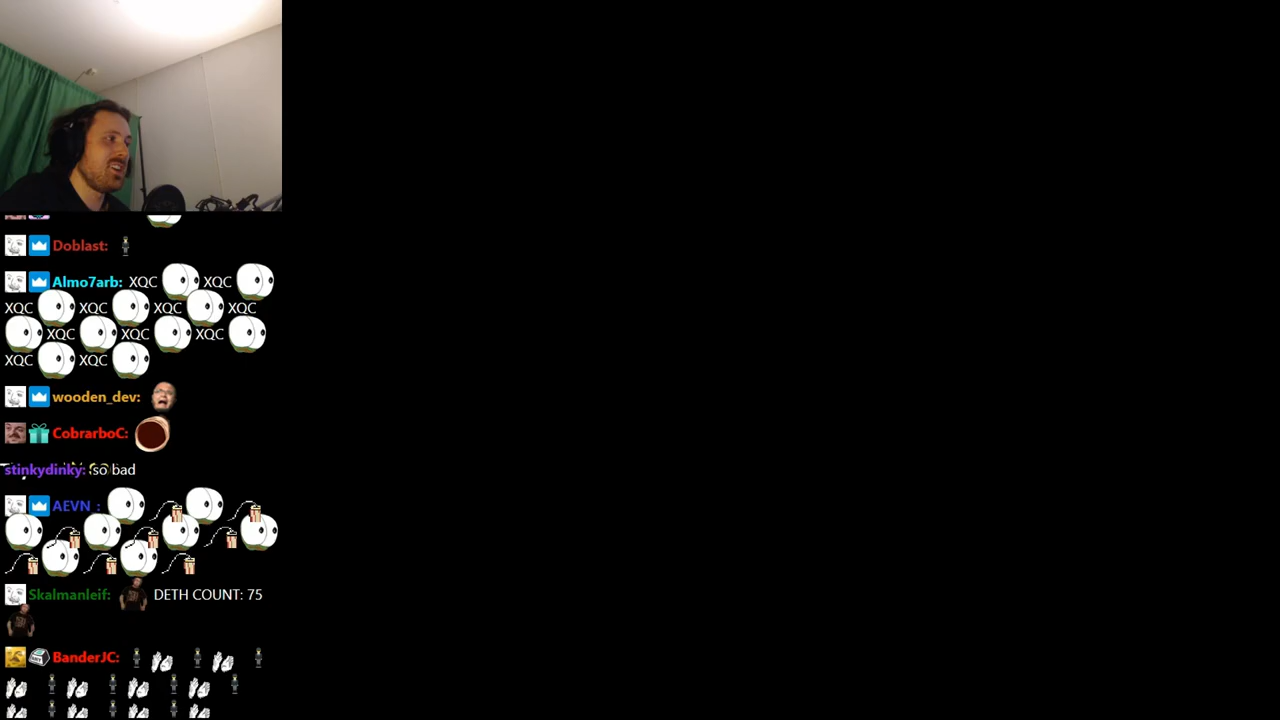 Doblast:
Almo7arb: XQC XQC
XQC XQC XQC XQC
XQC XQC XQC
XQC XQC
wooden_dev:
CobrarboC:
stinkydinky: so bad
AEVN :
Skalmanleif: DETH COUNT: 75
BanderJC: